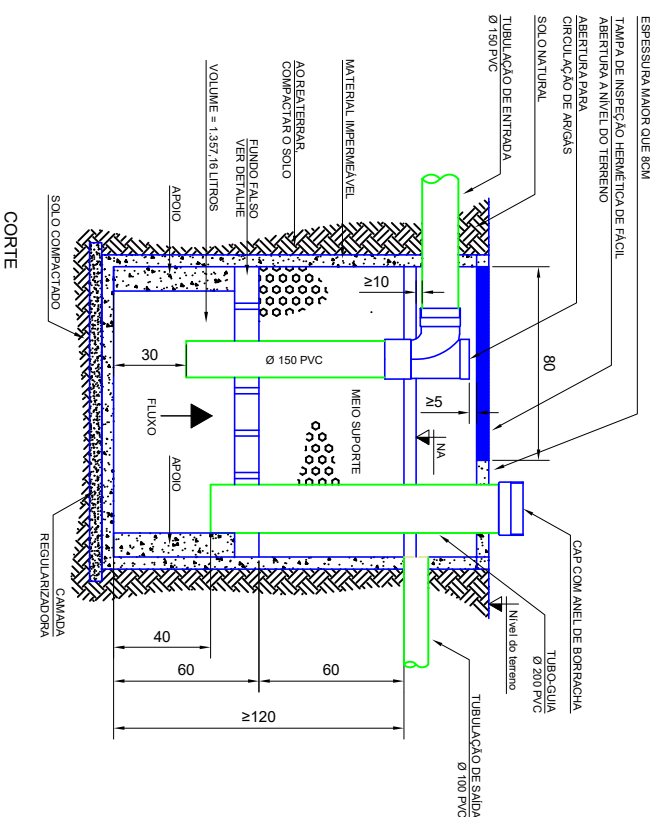 ESPESSURA MAIOR QUE 8CM
TAMPA DE INSPEÇÃO HERMÉTICA DE FÁCIL
ABERTURA A NÍVEL DO TERRENO
ABERTURA PARA
CIRCULAÇÃO DE AR/GÁS
SOLO NATURAL
TUBULAÇÃO DE ENTRADA
Ø 150 PVC
MATERIAL IMPERMEÁVEL
AO REATERRAR,
COMPACTAR O SOLO
FUNDO FALSO
VER DETALHE
VOLUME = 1.357,16 LITROS
APOIO
SOLO COMPACTADO
80
≥10
≥5
NA
Ø 150 PVC
MEIO SUPORTE
30
FLUXO
APOIO
CAP COM ANEL DE BORRACHA
Nível do terreno
TUBO-GUIA
Ø 200 PVC
TUBULAÇÃO DE SAÍDA
Ø 100 PVC
40
60
60
≥120
CAMADA
REGULARIZADORA
CORTE